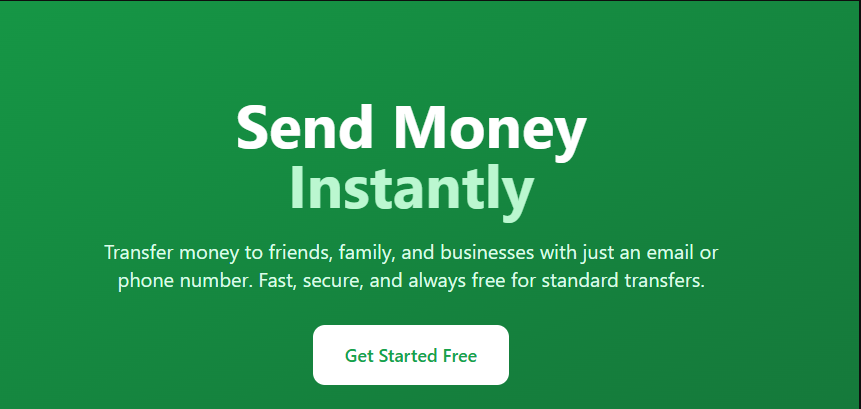 Send Money
Instantly
Transfer money to friends, family, and businesses with just an email or
phone number. Fast, secure, and always free for standard transfers.
Get Started Free